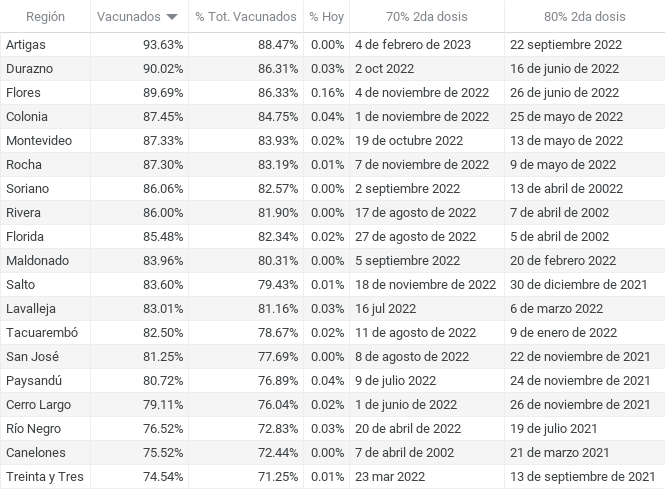 Región Vacunados % Tot. Vacunados % Hoy 70% 2da dosis 80% 2da dosis
Artigas 93.63% 88.47% 0.00% 4 de febrero de 2023 22 septiembre 2022
Durazno 90.02% 86.31% 0.03% 2 oct 2022 16 de junio de 2022
Flores 89.69% 86.33% 0.16% 4 de noviembre de 2022 26 de junio de 2022
Colonia 87.45% 84.75% 0.04% 1 de noviembre de 2022 25 de mayo de 2022
Montevideo 87.33% 83.93% 0.02% 19 de octubre de 2022 13 de mayo de 2022
Rocha 87.30% 83.19% 0.01% 7 de noviembre de 2022 9 de mayo de 2022
Soriano 86.06% 82.57% 0.00% 2 septiembre 2022 13 de abril de 20022
Rivera 86.00% 81.90% 0.00% 17 de agosto de 2022 7 de abril de 2002
Florida 85.48% 82.34% 0.02% 27 de agosto de 2022 5 de abril de 2002
Maldonado 83.96% 80.31% 0.00% 5 septiembre 2022 20 de febrero 2022
Salto 83.60% 79.43% 0.01% 18 de noviembre de 2022 30 de diciembre de 2021
Lavalleja 83.01% 81.16% 0.03% 16 jul 2022 6 de marzo 2022
Tacuarembó 82.50% 78.67% 0.02% 11 de agosto de 2022 9 de enero de 2022
San José 81.25% 77.69% 0.00% 8 de agosto de 2022 22 de noviembre de 2021
Paysandú 80.72% 76.89% 0.04% 9 de julio 2022 24 de noviembre de 2021
Cerro Largo 79.11% 76.04% 0.02% 1 de junio de 2022 26 de noviembre de 2021
Río Negro 76.52% 72.83% 0.03% 20 de abril de 2022 19 de julio 2021
Canelones 75.52% 72.44% 0.00% 7 de abril de 2002 21 de marzo 2021
Treinta y Tres 74.54% 71.25% 0.01% 23 mar 2022 13 de septiembre de 2021